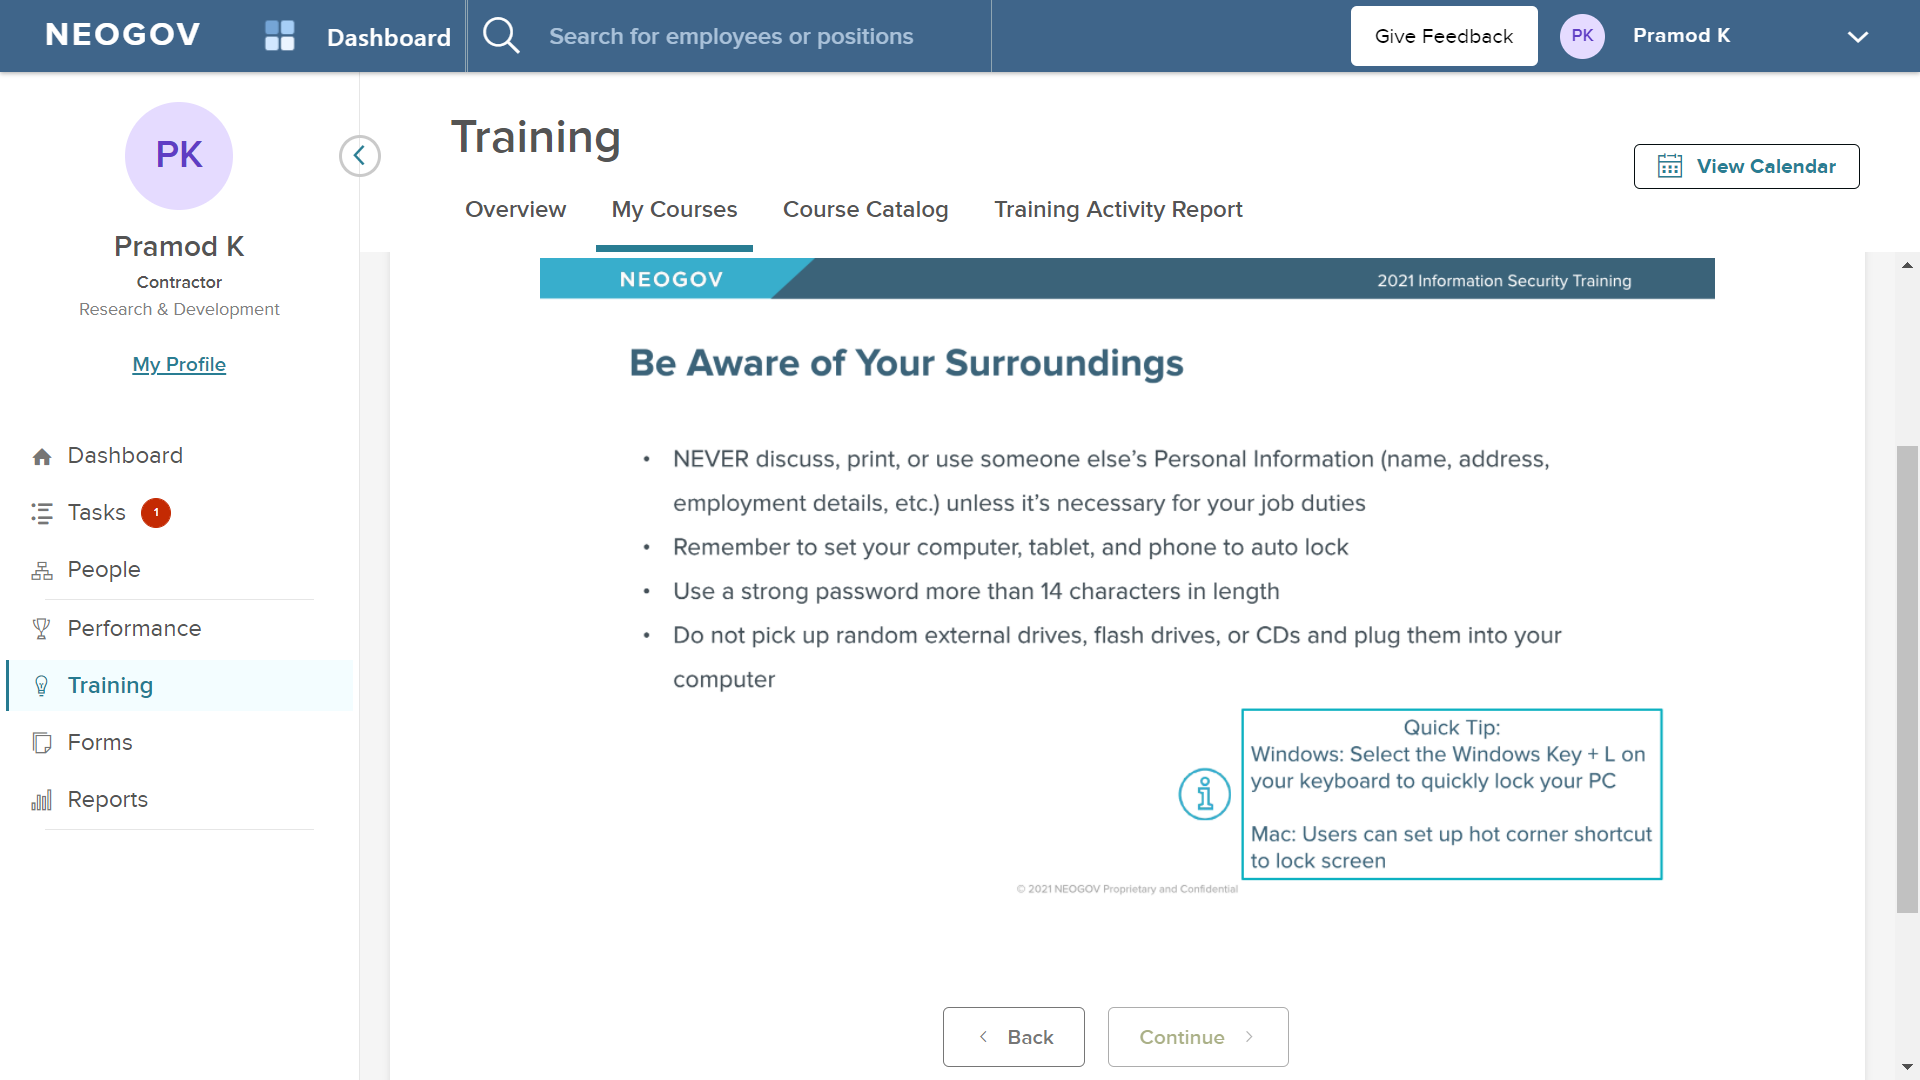 NEOGOV
Dashboard
Search for employees or positions
Give Feedback
PK
Pramod K
PK
Pramod K
Contractor
Research & Development
My Profile
Dashboard
Tasks 1
People
Performance
Training
Forms
Reports
Training
View Calendar
Overview
My Courses
Course Catalog
Training Activity Report
NEOGOV
2021 Information Security Training
Be Aware of Your Surroundings
• NEVER discuss, print, or use someone else’s Personal Information (name, address,
employment details, etc.) unless it’s necessary for your job duties
• Remember to set your computer, tablet, and phone to auto lock
• Use a strong password more than 14 characters in length
• Do not pick up random external drives, flash drives, or CDs and plug them into your
computer
Quick Tip:
Windows: Select the Windows Key + L on
your keyboard to quickly lock your PC
Mac: Users can set up hot corner shortcut
to lock screen
© 2021 NEOGOV Proprietary and Confidential
Back
Continue